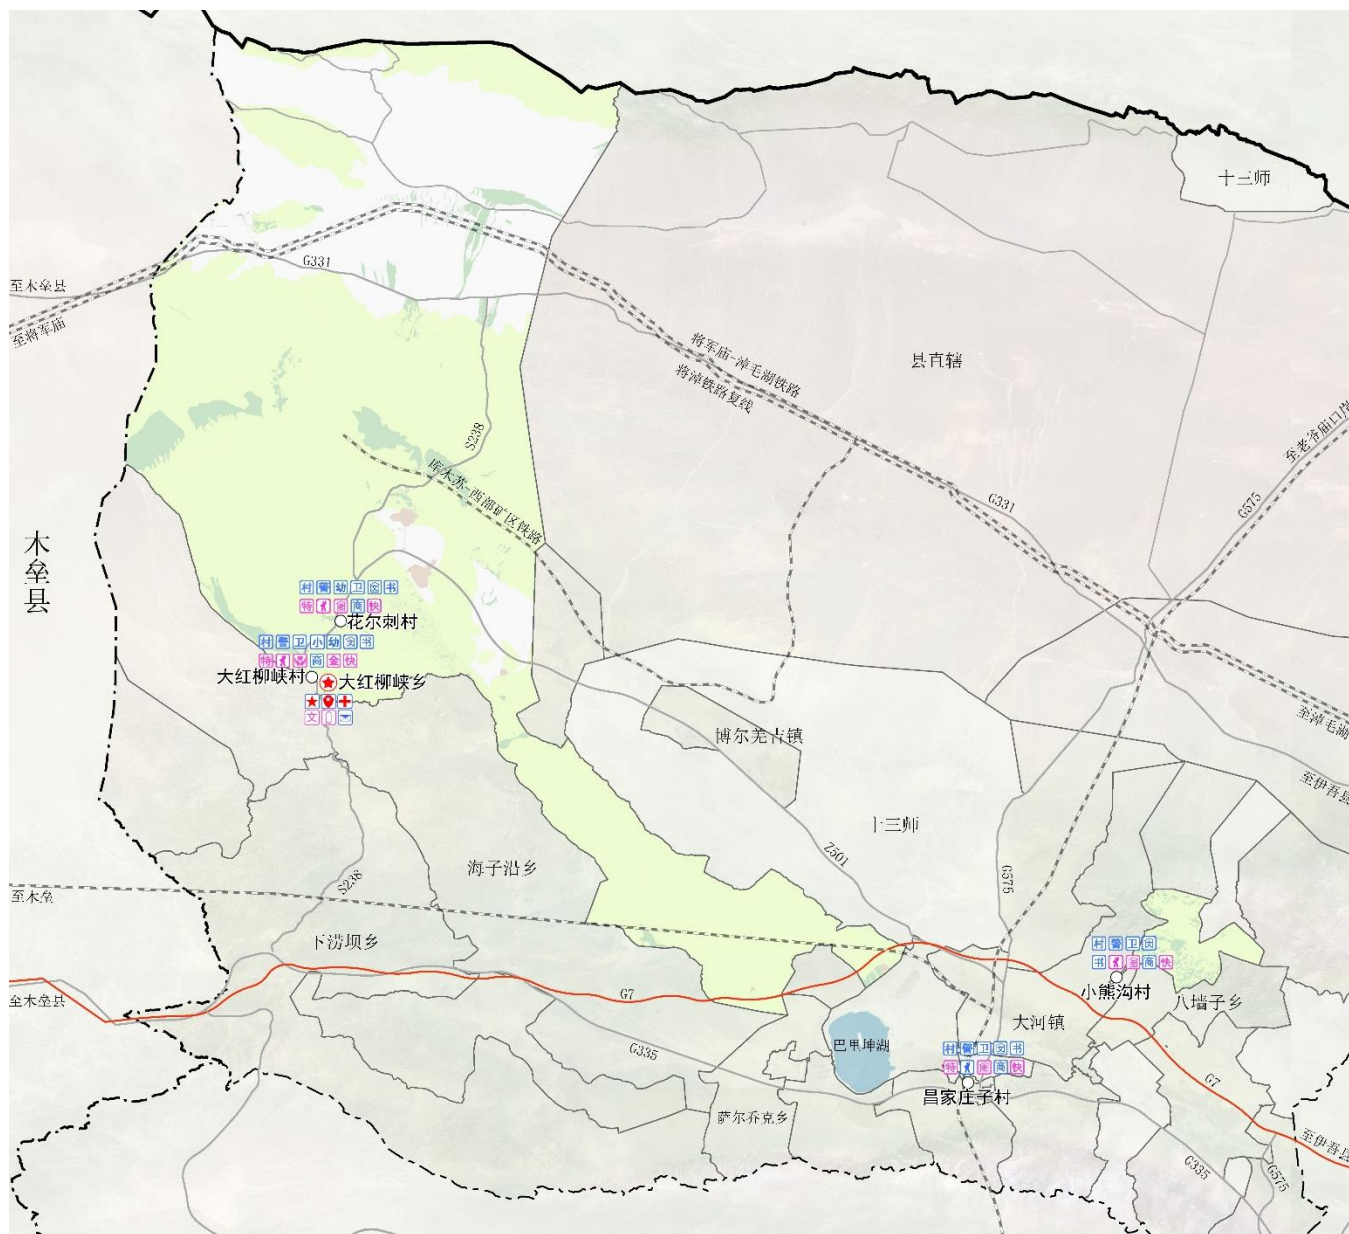 十三师
G331
至木垒县
至将军庙
将军庙-淖毛湖铁路
将淖铁路复线
县直辖
至老爷庙口岸
S238
库木苏-西部矿区铁路
G331
G575
木垒县
村 警 幼 卫 图 书
商 快
花尔刺村
村 警 卫 小 幼 图 书
特 商 金 快
大红柳峡村
大红柳峡乡
文
至淖毛湖
博尔羌吉镇
至伊吾县
十三师
Z501
海子沿乡
S238
G575
至木垒
下涝坝乡
村 警 卫
书 商 快
小熊沟村
G7
至木垒县
八墙子乡
大河镇
巴里坤湖
G335
村 警 卫 图 书
特 商 快
吕家庄子村
G7
萨尔乔克乡
至伊吾县
G335
G575